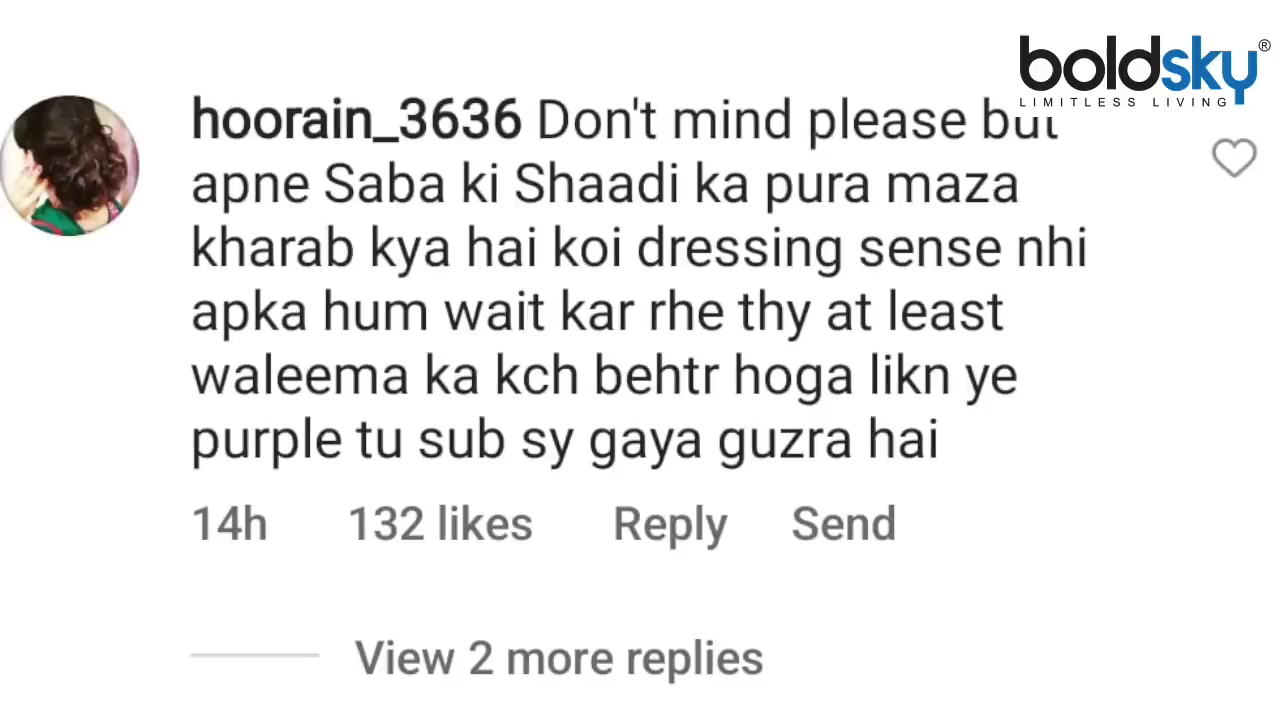 boldsky®
LIMITLESS LIVING
hoorain_3636 Don't mind please but
apne Saba ki Shaadi ka pura maza
kharab kya hai koi dressing sense nhi
apka hum wait kar rhe thy at least
waleema ka kch behtr hoga likn ye
purple tu sub sy gaya guzra hai
14h 132 likes Reply Send
View 2 more replies